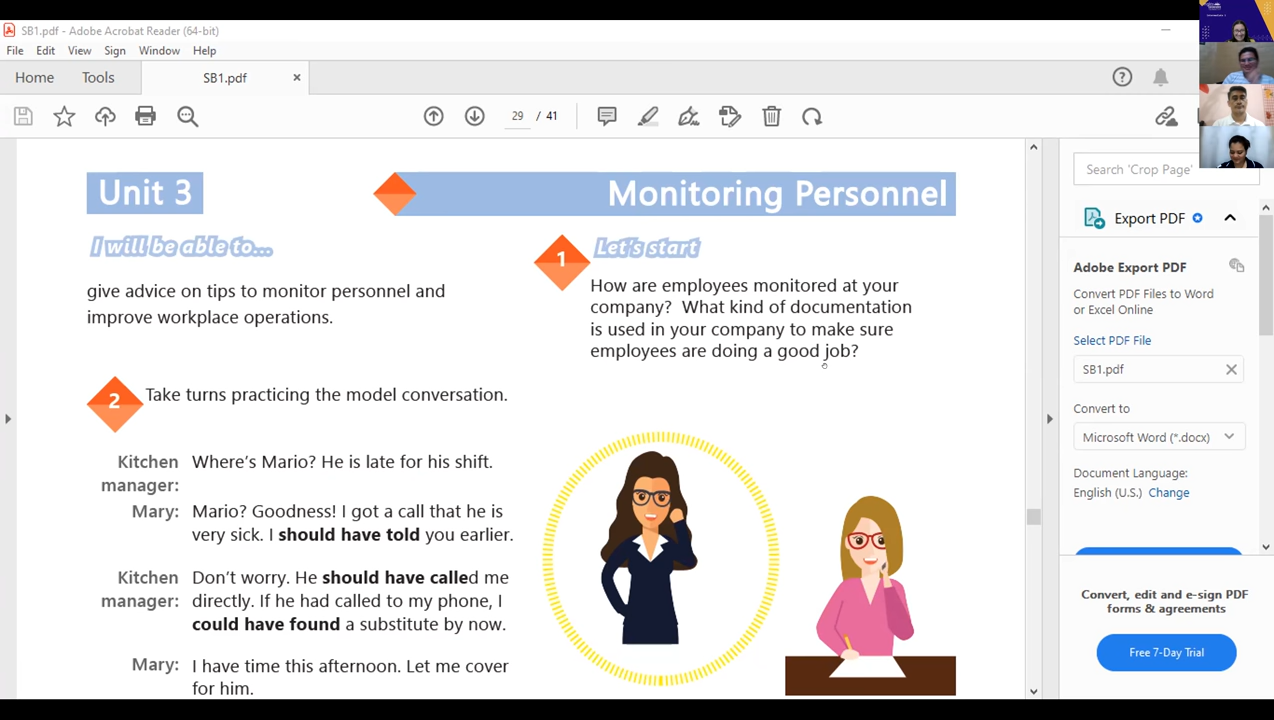 SB1.pdf - Adobe Acrobat Reader (64-bit)
File Edit View Sign Window Help
Home Tools SB1.pdf ×
29 / 41
Search 'Crop Page'
Unit 3
Monitoring Personnel
I will be able to...
give advice on tips to monitor personnel and
improve workplace operations.
1 Let's start
How are employees monitored at your
company? What kind of documentation
is used in your company to make sure
employees are doing a good job?
2 Take turns practicing the model conversation.
Kitchen manager: Where's Mario? He is late for his shift.
Mary: Mario? Goodness! I got a call that he is
very sick. I should have told you earlier.
Kitchen manager: Don't worry. He should have called me
directly. If he had called to my phone, I
could have found a substitute by now.
Mary: I have time this afternoon. Let me cover
for him.
Export PDF
Adobe Export PDF
Convert PDF Files to Word
or Excel Online
Select PDF File
SB1.pdf
Convert to
Microsoft Word (*.docx)
Document Language:
English (U.S.) Change
Convert, edit and e-sign PDF
forms & agreements
Free 7-Day Trial